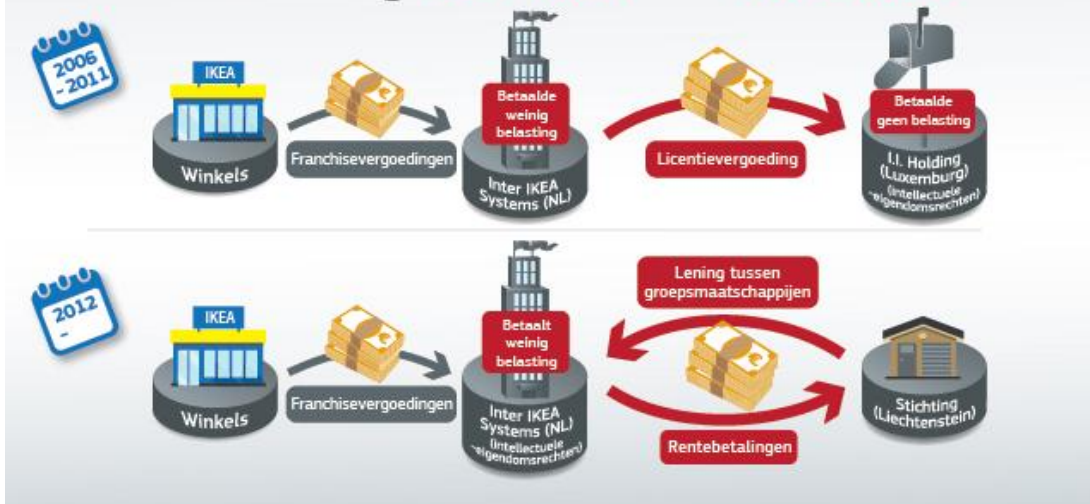 2006
- 2011
IKEA
Winkels
Franchisevergoedingen
Betaalde
weinig
belasting
Inter IKEA
Systems (NL)
Licentievergoeding
Betaalde
geen belasting
I.I. Holding
(Luxemburg)
(intellectuele
-eigendomsrechten)
2012
-
IKEA
Winkels
Franchisevergoedingen
Betaalt
weinig
belasting
Inter IKEA
Systems (NL)
(intellectuele
-eigendomsrechten)
Lening tussen
groepsmaatschappijen
Rentebetalingen
Stichting
(Liechtenstein)